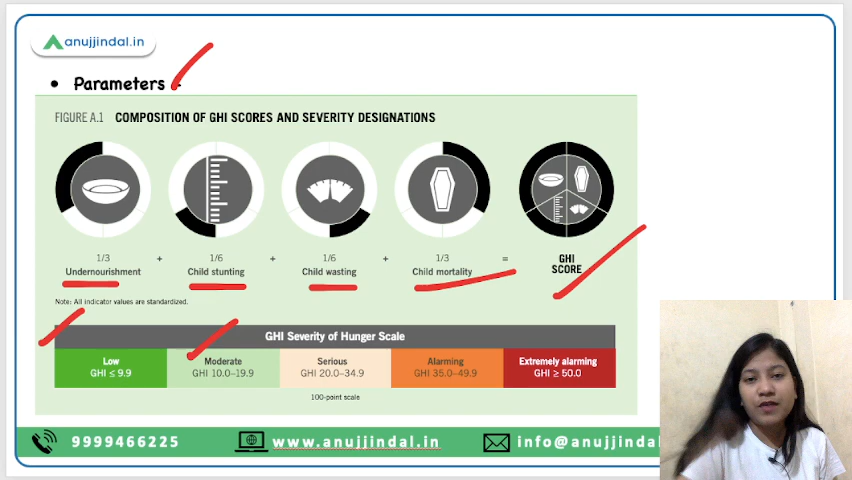 anujjindal.in
• Parameters -
FIGURE A.1 COMPOSITION OF GHI SCORES AND SEVERITY DESIGNATIONS
1/3 + 1/6 + 1/6 + 1/3 = GHI
Undernourishment Child stunting Child wasting Child mortality SCORE
Note: All indicator values are standardized.
GHI Severity of Hunger Scale
Low Moderate Serious Alarming Extremely alarming
GHI ≤ 9.9 GHI 10.0–19.9 GHI 20.0–34.9 GHI 35.0–49.9 GHI ≥ 50.0
100-point scale
9999466225 www.anujjindal.in info@anujjindal